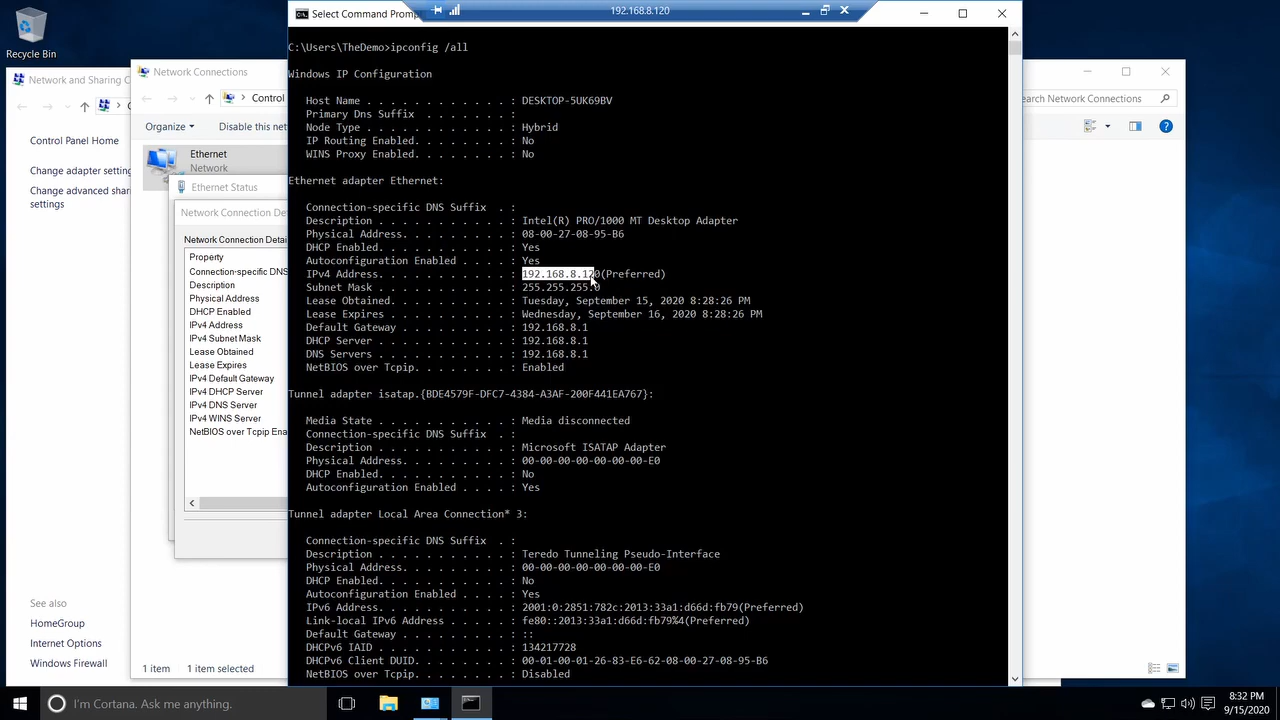 Recycle Bin
192.168.8.120
Select Command Promp
Network and Sharing C
Control Panel Home
Change adapter setting
Change advanced shar
settings
See also
HomeGroup
Internet Options
Windows Firewall
Network Connections
Control
earch Network Connections
Organize
Disable this net
Ethernet
Network
Ethernet Status
Network Connection De
Network Connection Detai
Property
Connection-specific DNS
Description
Physical Address
DHCP Enabled
IPv4 Address
IPv4 Subnet Mask
Lease Obtained
Lease Expires
IPv4 Default Gateway
IPv4 DHCP Server
IPv4 DNS Server
IPv4 WINS Server
NetBIOS over Tcpip Ena
1 item 1 item selected
C:\Users\TheDemo>ipconfig /all
Windows IP Configuration
Host Name . . . . . . . . . . . . : DESKTOP-5UK69BV
Primary Dns Suffix . . . . . . . :
Node Type . . . . . . . . . . . . : Hybrid
IP Routing Enabled. . . . . . . . : No
WINS Proxy Enabled. . . . . . . . : No
Ethernet adapter Ethernet:
Connection-specific DNS Suffix . :
Description . . . . . . . . . . . : Intel(R) PRO/1000 MT Desktop Adapter
Physical Address. . . . . . . . . : 08-00-27-08-95-B6
DHCP Enabled. . . . . . . . . . . : Yes
Autoconfiguration Enabled . . . . : Yes
IPv4 Address. . . . . . . . . . . : 192.168.8.120(Preferred)
Subnet Mask . . . . . . . . . . . : 255.255.255.0
Lease Obtained. . . . . . . . . . : Tuesday, September 15, 2020 8:28:26 PM
Lease Expires . . . . . . . . . . : Wednesday, September 16, 2020 8:28:26 PM
Default Gateway . . . . . . . . . : 192.168.8.1
DHCP Server . . . . . . . . . . . : 192.168.8.1
DNS Servers . . . . . . . . . . . : 192.168.8.1
NetBIOS over Tcpip. . . . . . . . : Enabled
Tunnel adapter isatap.{BDE4579F-DFC7-4384-A3AF-200F441EA767}:
Media State . . . . . . . . . . . : Media disconnected
Connection-specific DNS Suffix . :
Description . . . . . . . . . . . : Microsoft ISATAP Adapter
Physical Address. . . . . . . . . : 00-00-00-00-00-00-00-E0
DHCP Enabled. . . . . . . . . . . : No
Autoconfiguration Enabled . . . . : Yes
Tunnel adapter Local Area Connection* 3:
Connection-specific DNS Suffix . :
Description . . . . . . . . . . . : Teredo Tunneling Pseudo-Interface
Physical Address. . . . . . . . . : 00-00-00-00-00-00-00-E0
DHCP Enabled. . . . . . . . . . . : No
Autoconfiguration Enabled . . . . : Yes
IPv6 Address. . . . . . . . . . . : 2001:0:2851:782c:2013:33a1:d66d:fb79(Preferred)
Link-local IPv6 Address . . . . . : fe80::2013:33a1:d66d:fb79%4(Preferred)
Default Gateway . . . . . . . . . : ::
DHCPv6 IAID . . . . . . . . . . . : 134217728
DHCPv6 Client DUID. . . . . . . . : 00-01-00-01-26-83-E6-62-08-00-27-08-95-B6
NetBIOS over Tcpip. . . . . . . . : Disabled
I'm Cortana. Ask me anything.
8:32 PM
9/15/2020